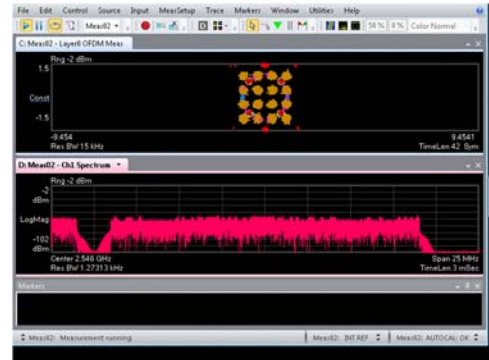 File Edit Control Source Input MeasSetup Trace Markers Window Utilities Help
Meas02 58 % 8 % Color Normal
C: Meas02 - Layer8 OFDM Meas
Rng -2 dBm
1.5
Const
-1.5
-9.454 9.4541
Res BW 15 kHz TimeLen 42 Sym
D: Meas02 - Ch1 Spectrum
Rng -2 dBm
-2
dBm
LogMag
-102
dBm
Center 2.546 GHz Span 25 MHz
Res BW 1.27313 kHz TimeLen 3 mSec
Markers
Meas02: Measurement running Meas02: INT REF Meas02: AUTOCAL: OK